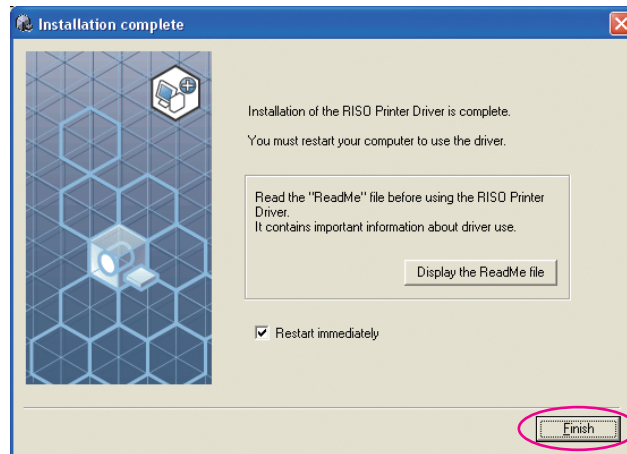 Installation complete
Installation of the RISO Printer Driver is complete.
You must restart your computer to use the driver.
Read the "ReadMe" file before using the RISO Printer
Driver.
It contains important information about driver use.
Display the ReadMe file
Restart immediately
Finish